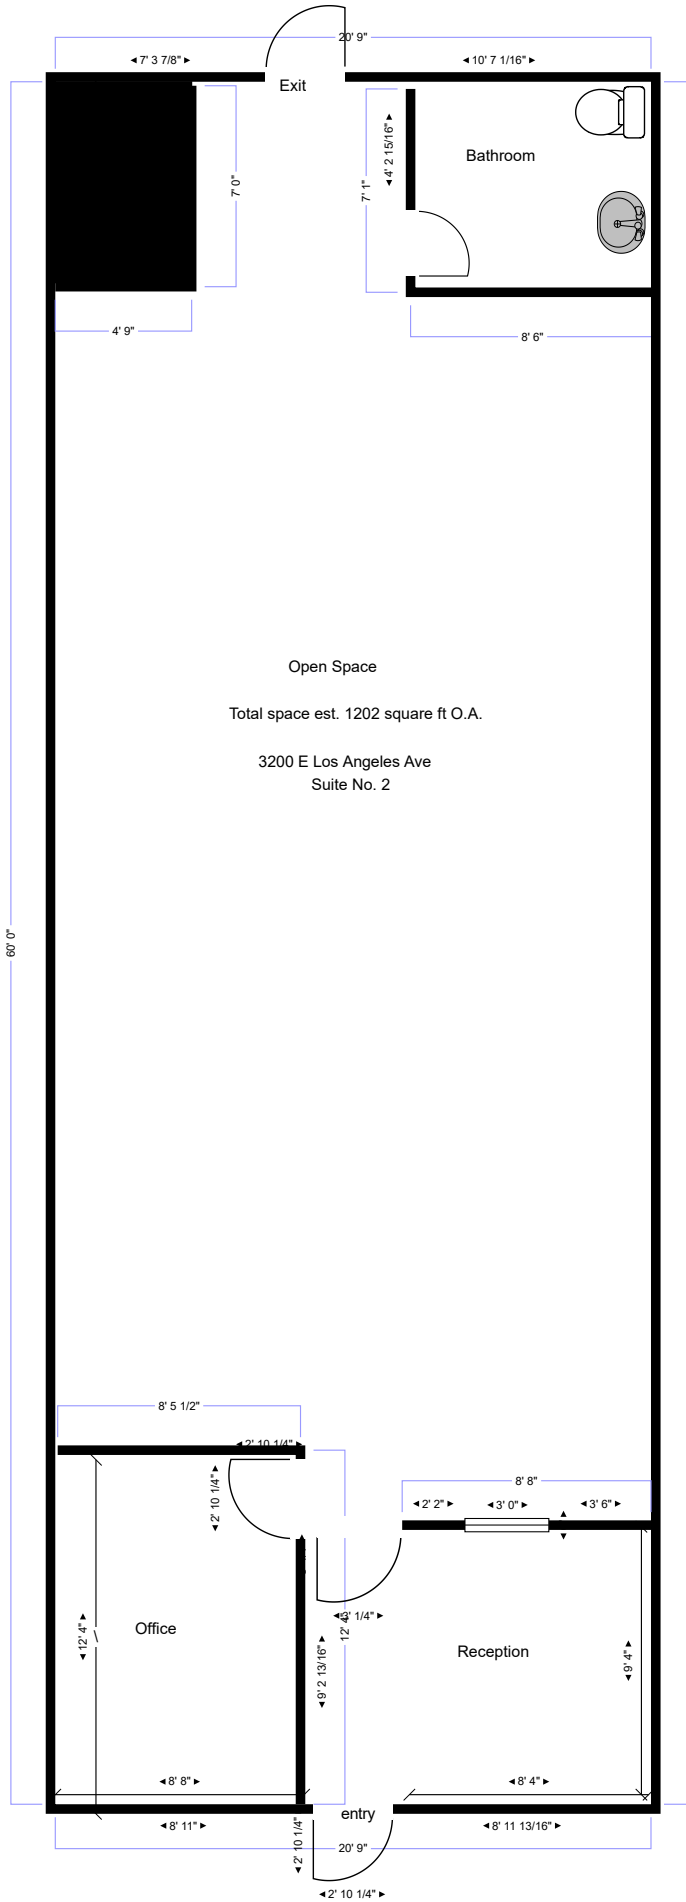 20' 9"
7' 3 7/8"
10' 7 1/16"
Exit
4' 2 15/16"
Bathroom
7' 0"
7' 1"
4' 9"
8' 6"
Open Space
Total space est. 1202 square ft O.A.
3200 E Los Angeles Ave
Suite No. 2
60' 0"
8' 5 1/2"
2' 10 1/4"
8' 8"
2' 10 1/4"
2' 2"
3' 0"
3' 6"
3' 1/4"
12' 4"
Office
12' 4"
Reception
9' 2 13/16"
9' 4"
8' 8"
8' 4"
entry
8' 11"
8' 11 13/16"
2' 10 1/4"
20' 9"
2' 10 1/4"